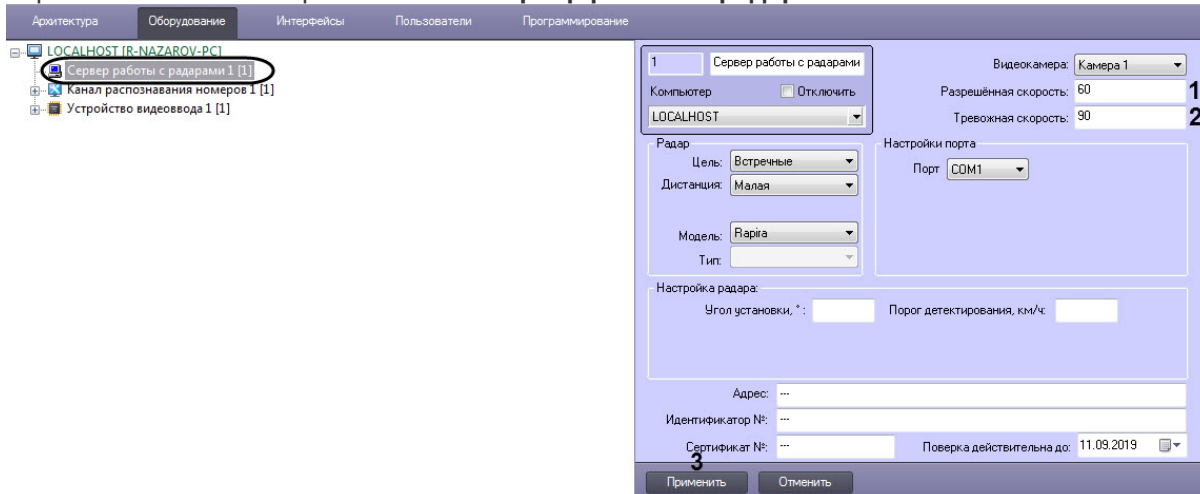 Архитектура Оборудование Интерфейсы Пользователи Программирование
LOCALHOST [R-NAZAROV-PC]
Сервер работы с радарами 1 [1]
Канал распознавания номеров 1 [1]
Устройство видеоввода 1 [1]
1 Сервер работы с радарами
Компьютер Отключить
LOCALHOST
Видеокамера: Камера 1
Разрешённая скорость: 60 1
Тревожная скорость: 90 2
Радар
Цель: Встречные
Дистанция: Малая
Модель: Rapira
Тип:
Настройки порта
Порт COM1
Настройка радара:
Угол установки, ° : Порог детектирования, км/ч:
Адрес: ---
Идентификатор №: ---
Сертификат №: --- Поверка действительна до: 11.09.2019
3
Применить Отменить